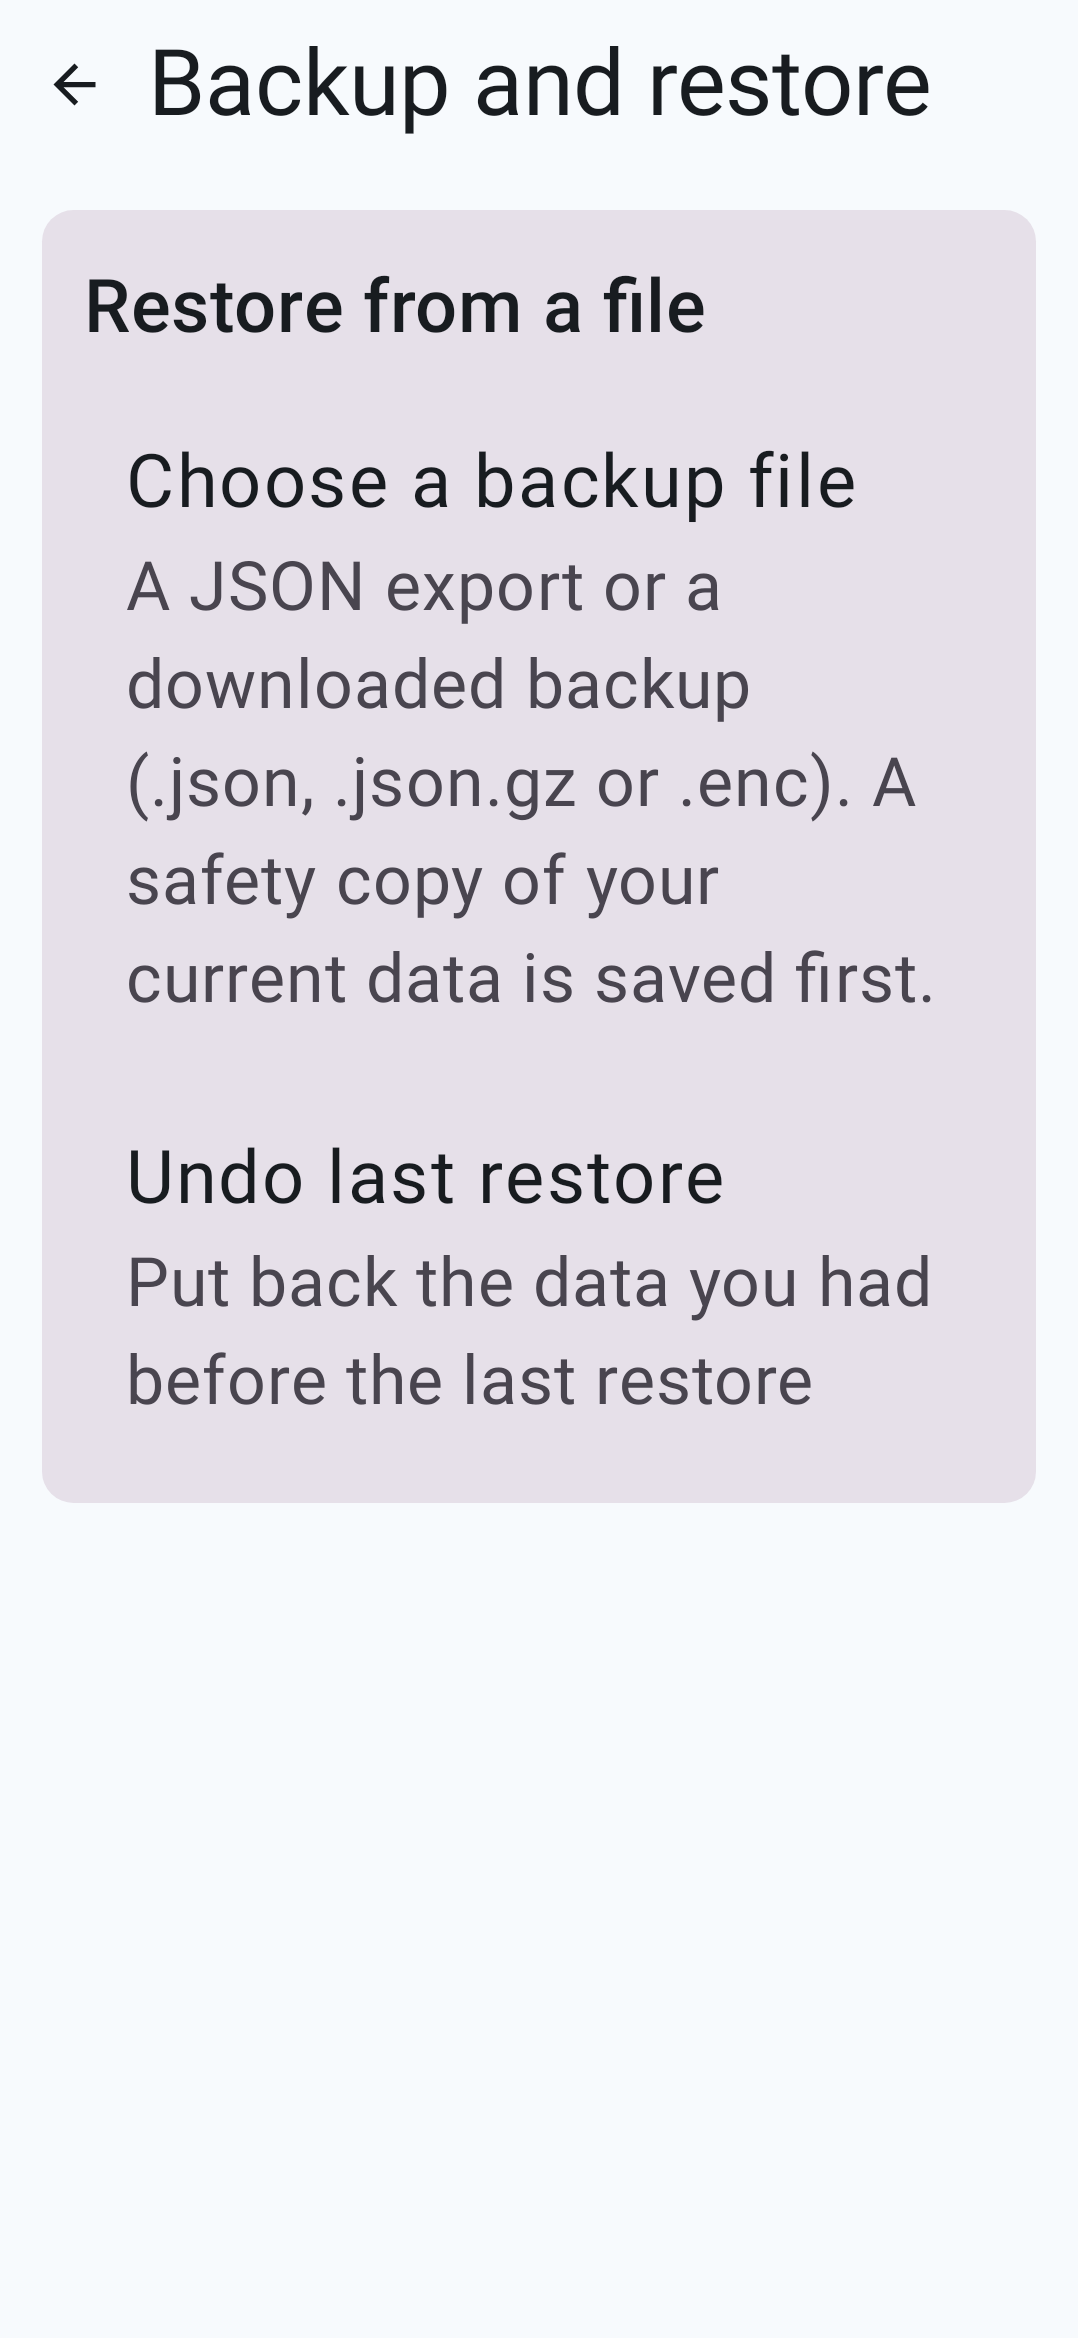 Backup and restore
Restore from a file
Choose a backup file
A JSON export or a
downloaded backup
(.json, .json.gz or .enc). A
safety copy of your
current data is saved first.
Undo last restore
Put back the data you had
before the last restore